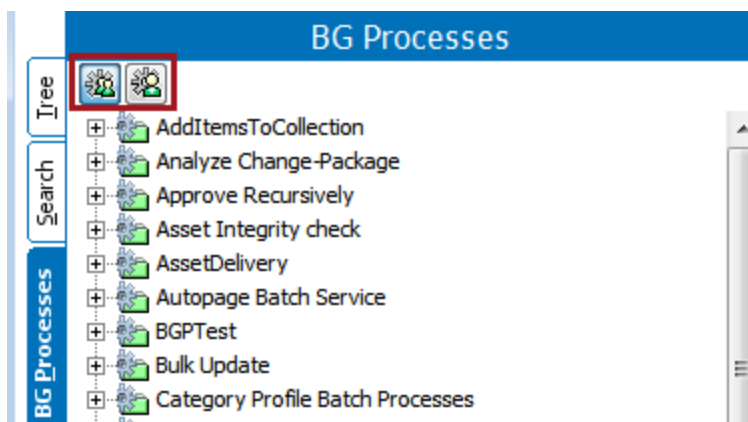 BG Processes
Tree
Search
BG Processes
AddItemsToCollection
Analyze Change-Package
Approve Recursively
Asset Integrity check
AssetDelivery
Autopage Batch Service
BGPTest
Bulk Update
Category Profile Batch Processes